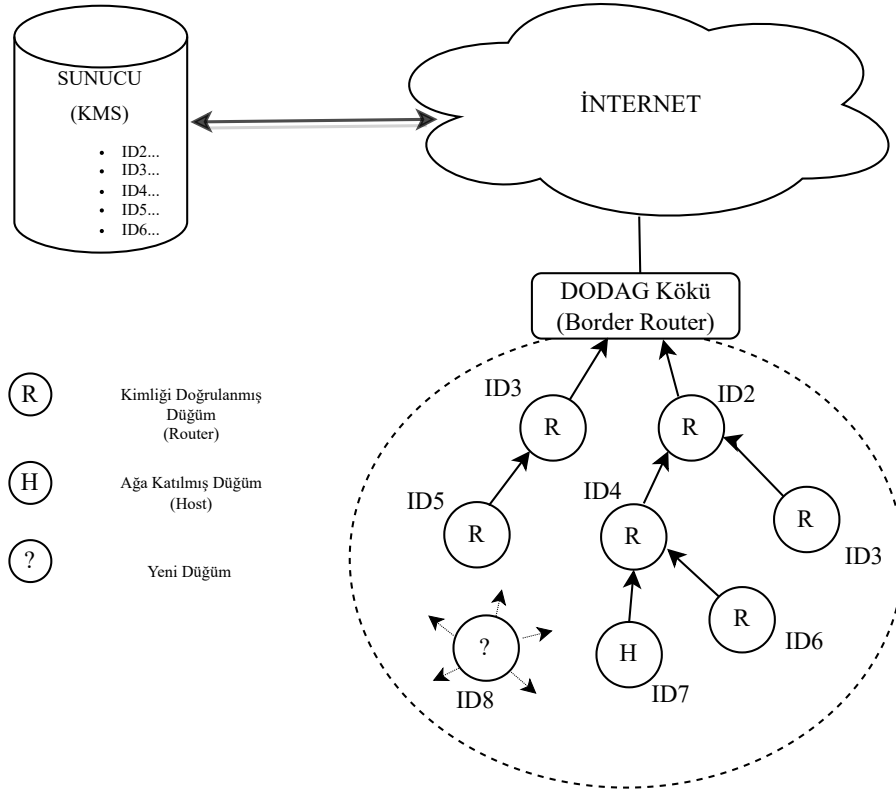 SUNUCU
(KMS)
• ID2...
• ID3...
• ID4...
• ID5...
• ID6...
İNTERNET
DODAG Kökü
(Border Router)
R
Kimliği Doğrulanmış
Düğüm
(Router)
H
Ağa Katılmış Düğüm
(Host)
?
Yeni Düğüm
ID3
R
ID2
R
ID5
R
ID4
R
R
ID3
R
ID6
H
ID7
?
ID8